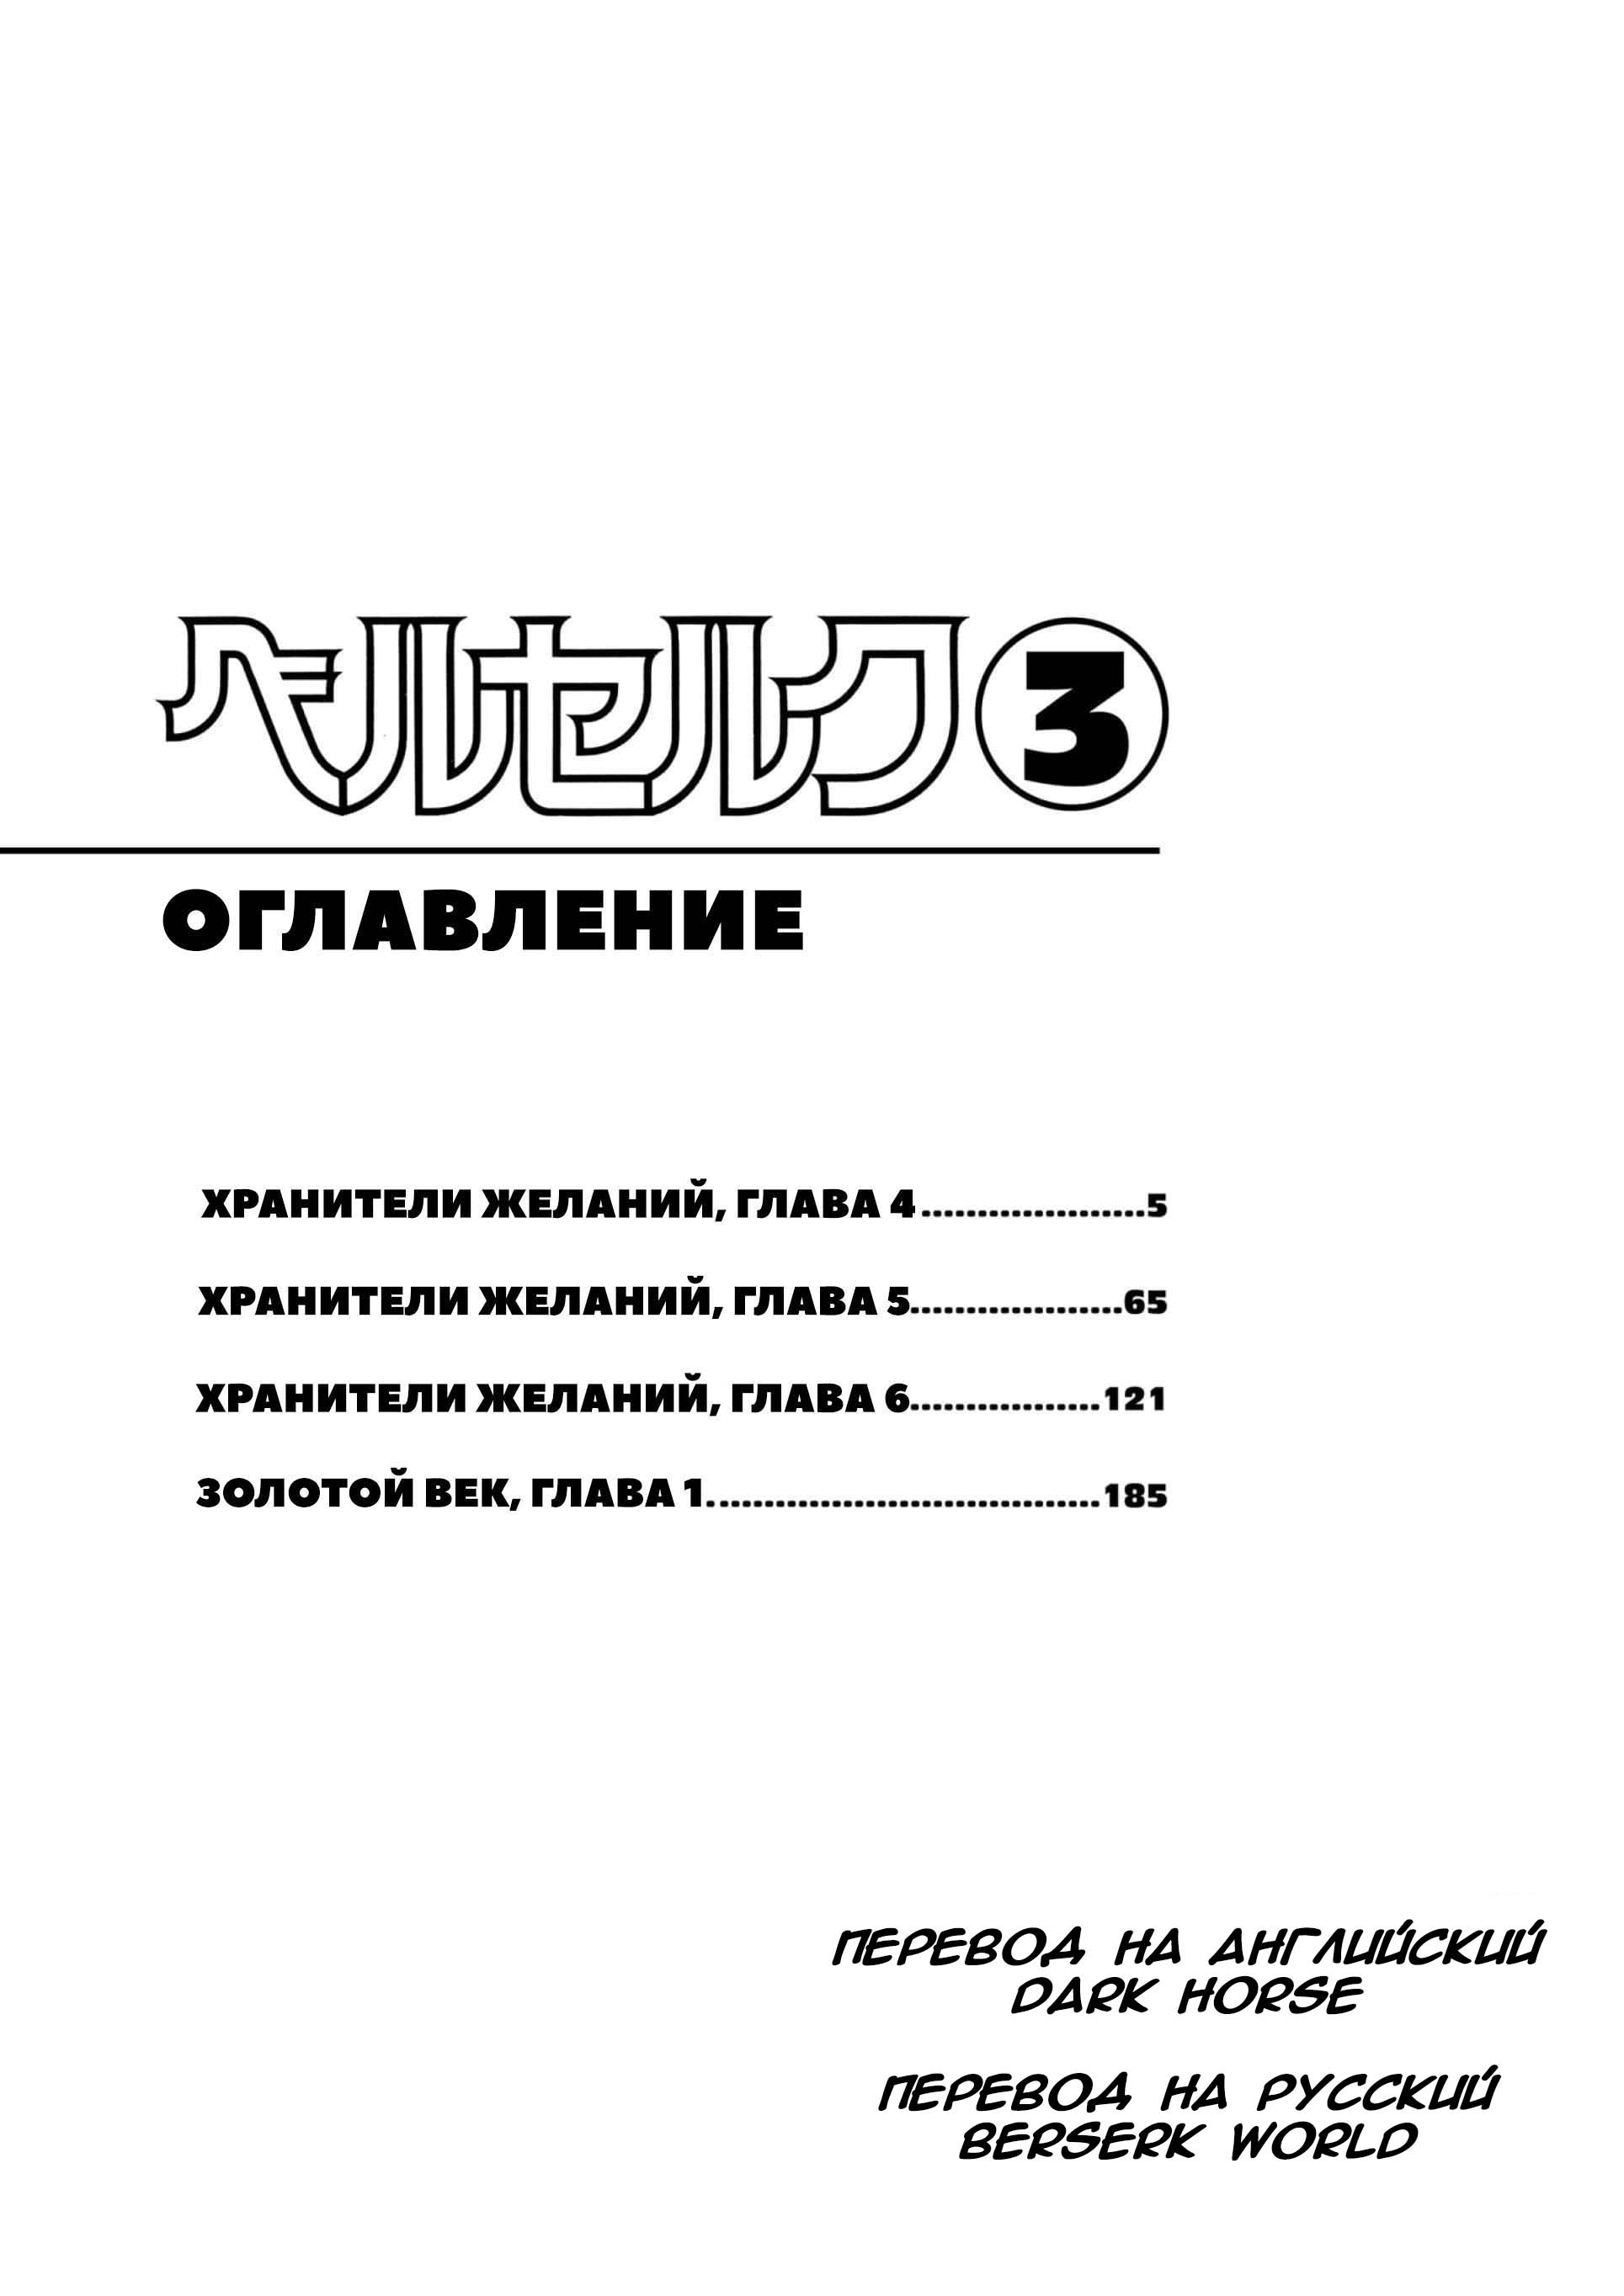 ベルセルク 3
ОГЛАВЛЕНИЕ
ХРАНИТЕЛИ ЖЕЛАНИЙ, ГЛАВА 4....................5
ХРАНИТЕЛИ ЖЕЛАНИЙ, ГЛАВА 5...................65
ХРАНИТЕЛИ ЖЕЛАНИЙ, ГЛАВА 6.................121
ЗОЛОТОЙ ВЕК, ГЛАВА 1...................................185
ПЕРЕВОД НА АНГЛИЙСКИЙ
DARK HORSE
ПЕРЕВОД НА РУССКИЙ
BERSERK WORLD